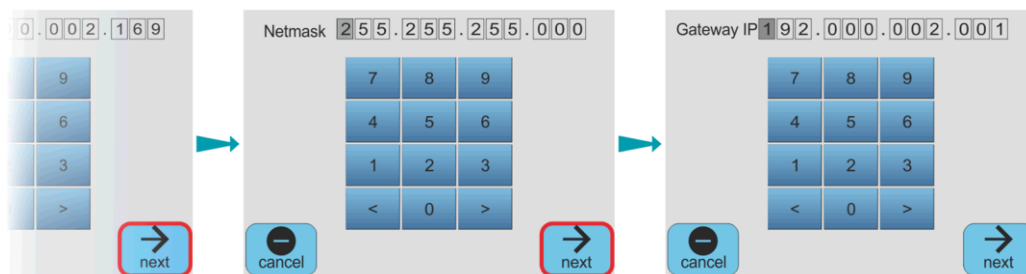 0.002.169
9
6
3
>
next
Netmask 255.255.255.000
7 8 9
4 5 6
1 2 3
< 0 >
cancel
next
Gateway IP 192.000.002.001
7 8 9
4 5 6
1 2 3
< 0 >
cancel
next